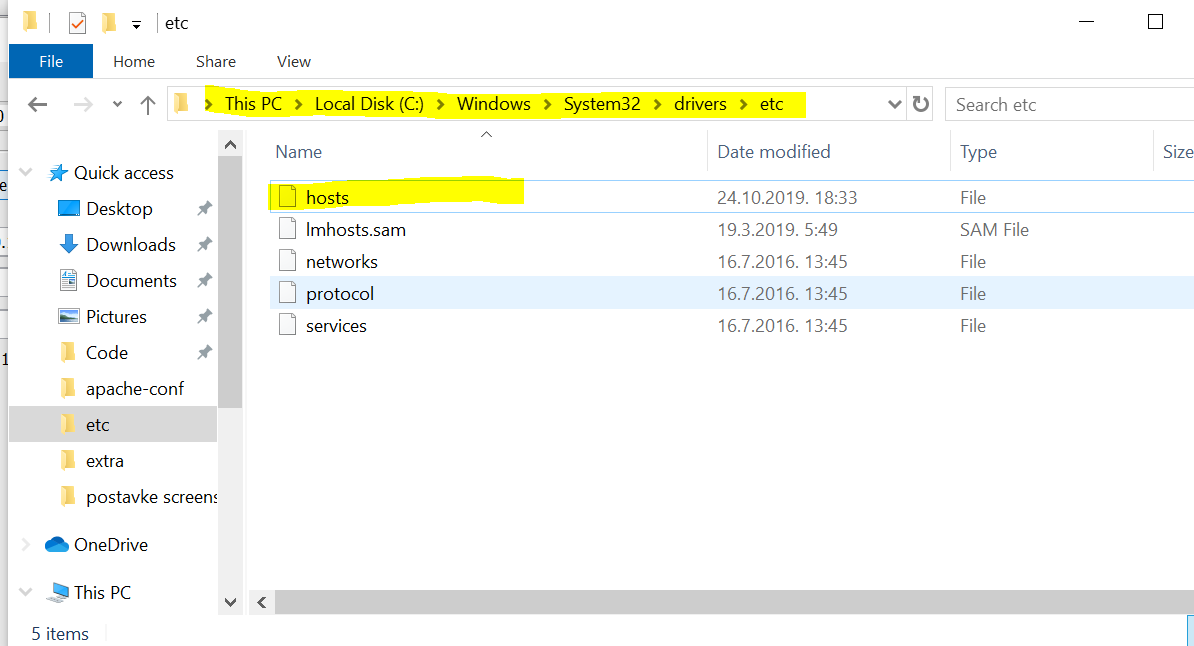 etc
File Home Share View
This PC Local Disk (C:) Windows System32 drivers etc
Search etc
Name Date modified Type Size
Quick access
Desktop
Downloads
Documents
Pictures
Code
apache-conf
etc
extra
postavke screens
OneDrive
This PC
hosts 24.10.2019. 18:33 File
lmhosts.sam 19.3.2019. 5:49 SAM File
networks 16.7.2016. 13:45 File
protocol 16.7.2016. 13:45 File
services 16.7.2016. 13:45 File
5 items